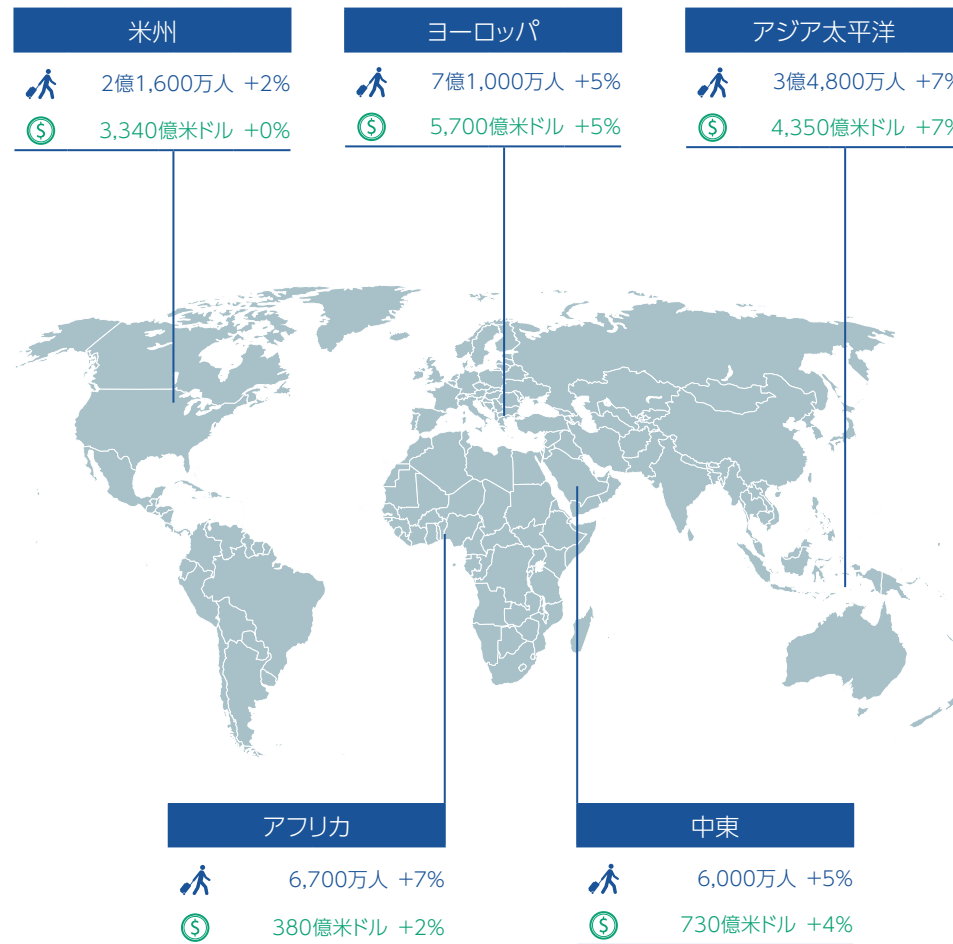 米州
2億1,600万人 +2%
$ 3,340億米ドル +0%
ヨーロッパ
7億1,000万人 +5%
$ 5,700億米ドル +5%
アジア太平洋
3億4,800万人 +7%
$ 4,350億米ドル +7%
アフリカ
6,700万人 +7%
$ 380億米ドル +2%
中東
6,000万人 +5%
$ 730億米ドル +4%